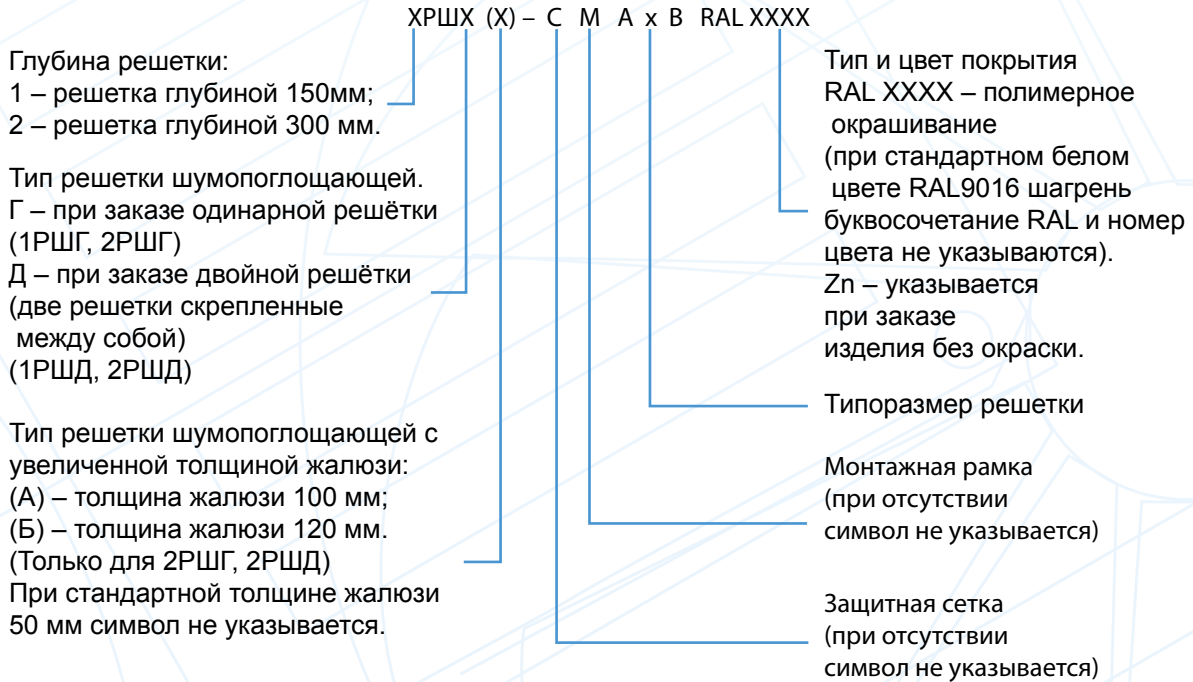 ХРШХ (Х) – С М А х В RAL XXXX
Глубина решетки:
1 – решетка глубиной 150мм;
2 – решетка глубиной 300 мм.
Тип решетки шумопоглощающей.
Г – при заказе одинарной решётки
(1РШГ, 2РШГ)
Д – при заказе двойной решётки
(две решетки скрепленные
между собой)
(1РШД, 2РШД)
Тип решетки шумопоглощающей с
увеличенной толщиной жалюзи:
(А) – толщина жалюзи 100 мм;
(Б) – толщина жалюзи 120 мм.
(Только для 2РШГ, 2РШД)
При стандартной толщине жалюзи
50 мм символ не указывается.
Тип и цвет покрытия
RAL XXXX – полимерное
окрашивание
(при стандартном белом
цвете RAL9016 шагрень
буквосочетание RAL и номер
цвета не указываются).
Zn – указывается
при заказе
изделия без окраски.
Типоразмер решетки
Монтажная рамка
(при отсутствии
символ не указывается)
Защитная сетка
(при отсутствии
символ не указывается)